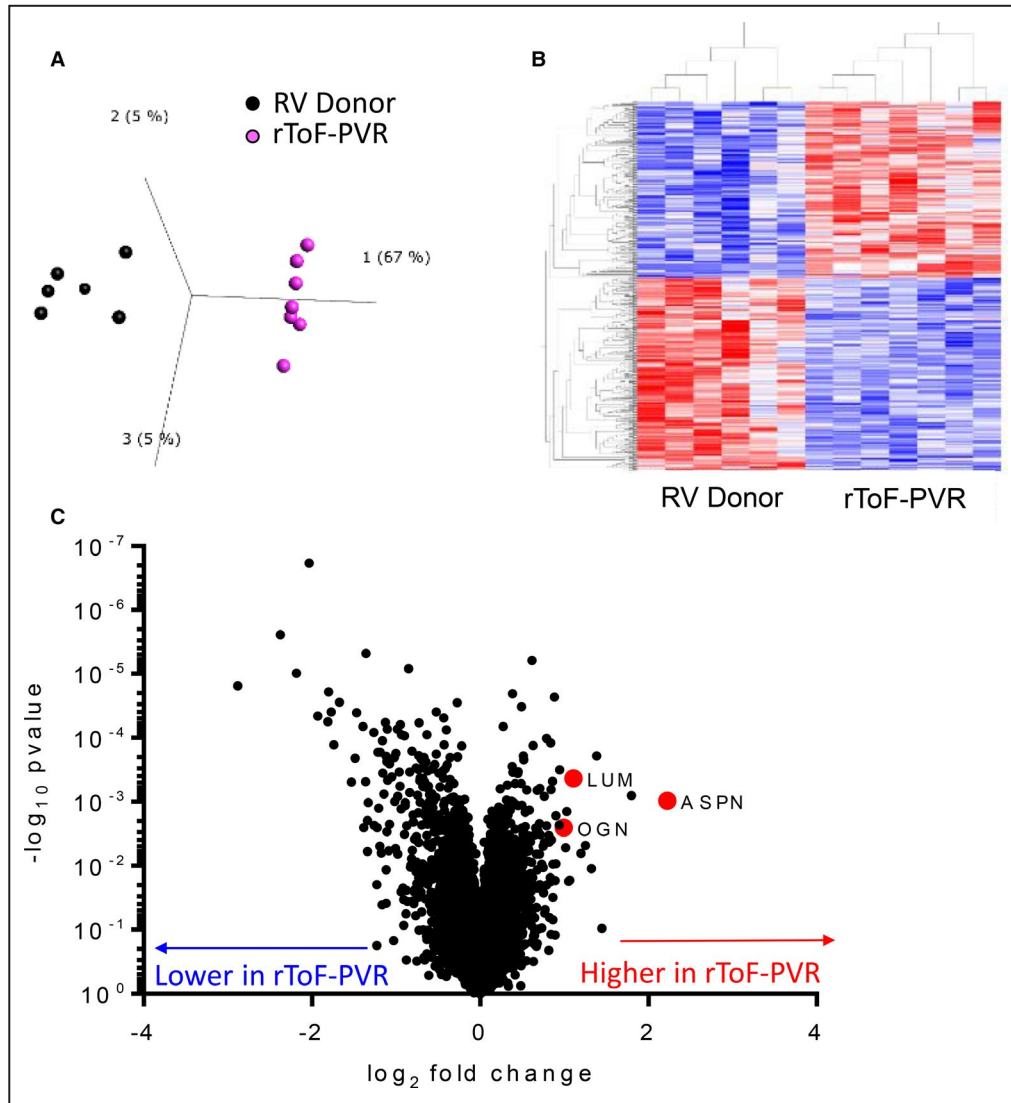 A
RV Donor
rToF-PVR
2 (5 %)
1 (67 %)
3 (5 %)
B
RV Donor
rToF-PVR
C
10 -7
10 -6
10 -5
10 -4
10 -3
10 -2
10 -1
10 0
-log10 pvalue
LUM
ASPN
OGN
Lower in rToF-PVR
Higher in rToF-PVR
-4
-2
0
2
4
log2 fold change